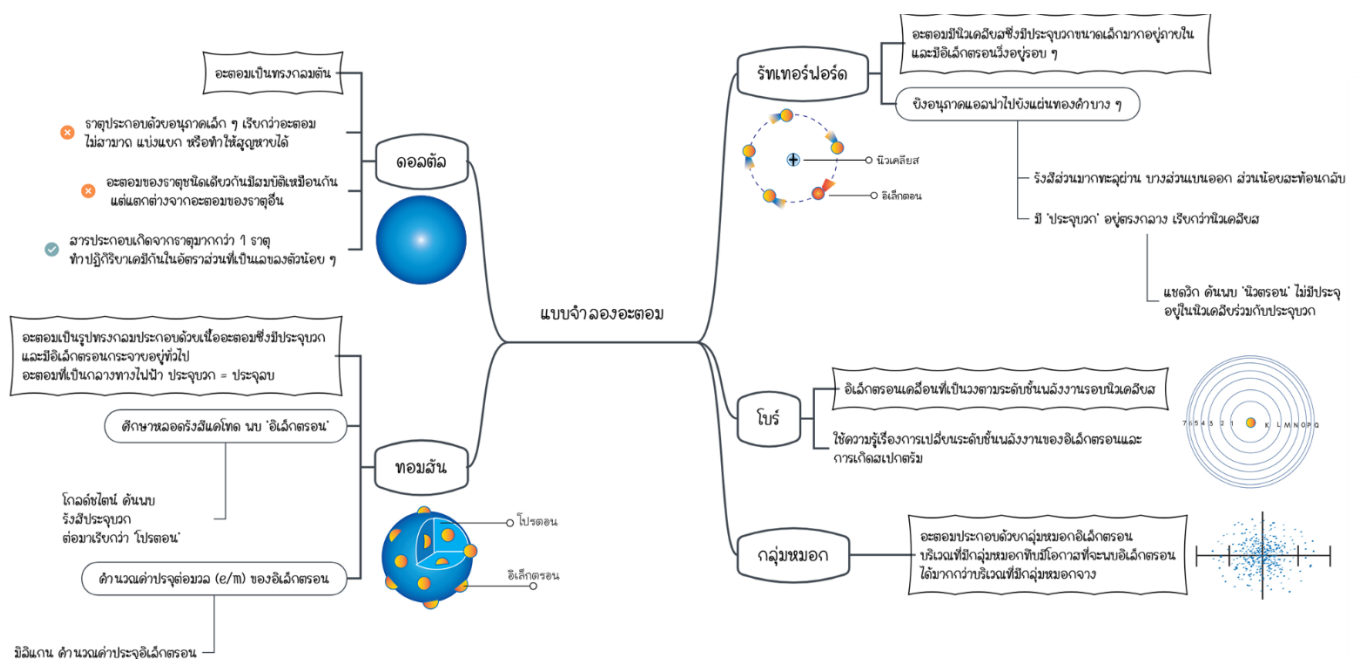 แบบจำลองอะตอม
ดอลตัล
อะตอมเป็นทรงกลมตัน
ธาตุประกอบด้วยอนุภาคเล็ก ๆ เรียกว่าอะตอม
ไม่สามาถ แบ่งแยก หรือทำให้สูญหายได้
อะตอมของธาตุชนิดเดียวกันมีสมบัติเหมือนกัน
แต่แตกต่างจากอะตอมของธาตุอื่น
สารประกอบเกิดจากธาตุมากกว่า 1 ธาตุ
ทำปฏิกิริยาเคมีกันในอัตราส่วนที่เป็นเลขลงตัวน้อย ๆ
ทอมสัน
อะตอมเป็นรูปทรงกลมประกอบด้วยเนื้ออะตอมซึ่งมีประจุบวก
และมีอิเล็กตรอนกระจายอยู่ทั่วไป
อะตอมที่เป็นกลางทางไฟฟ้า ประจุบวก = ประจุลบ
ศึกษาหลอดรังสีแคโทด พบ 'อิเล็กตรอน'
โกลด์ชไตน์ ค้นพบ
รังสีประจุบวก
ต่อมาเรียกว่า 'โปรตอน'
คำนวณค่าปรจุต่อมวล (e/m) ของอิเล็กตรอน
มิลิแกน คำนวณค่าประจุอิเล็กตรอน
โปรตอน
อิเล็กตรอน
รัทเทอร์ฟอร์ด
อะตอมมีนิวเคลียสซึ่งมีประจุบวกขนาดเล็กมากอยู่ภายใน
และมีอิเล็กตรอนวิ่งอยู่รอบ ๆ
ยิงอนุภาคแอลฟาไปยังแผ่นทองคำบาง ๆ
นิวเคลียส
อิเล็กตอน
รังสีส่วนมากทะลุผ่าน บางส่วนเบนออก ส่วนน้อยสะท้อนกลับ
มี 'ประจุบวก' อยู่ตรงกลาง เรียกว่านิวเคลียส
แชดวิก ค้นพบ 'นิวตรอน' ไม่มีประจุ
อยู่ในนิวเคลียร่วมกับประจุบวก
โบร์
อิเล็กตรอนเคลื่อนที่เป็นวงตามระดับชั้นพลังงานรอบนิวเคลียส
ใช้ความรู้เรื่องการเปลี่ยนระดับชั้นพลังงานของอิเล็กตรอนและ
การเกิดสเปกตรัม
7 6 5 4 3 2 1 K L M N O P Q
กลุ่มหมอก
อะตอมประกอบด้วยกลุ่มหมอกอิเล็กตรอน
บริเวณที่มีกลุ่มหมอกทึบมีโอกาสที่จะพบอิเล็กตรอน
ได้มากกว่าบริเวณที่มีกลุ่มหมอกจาง